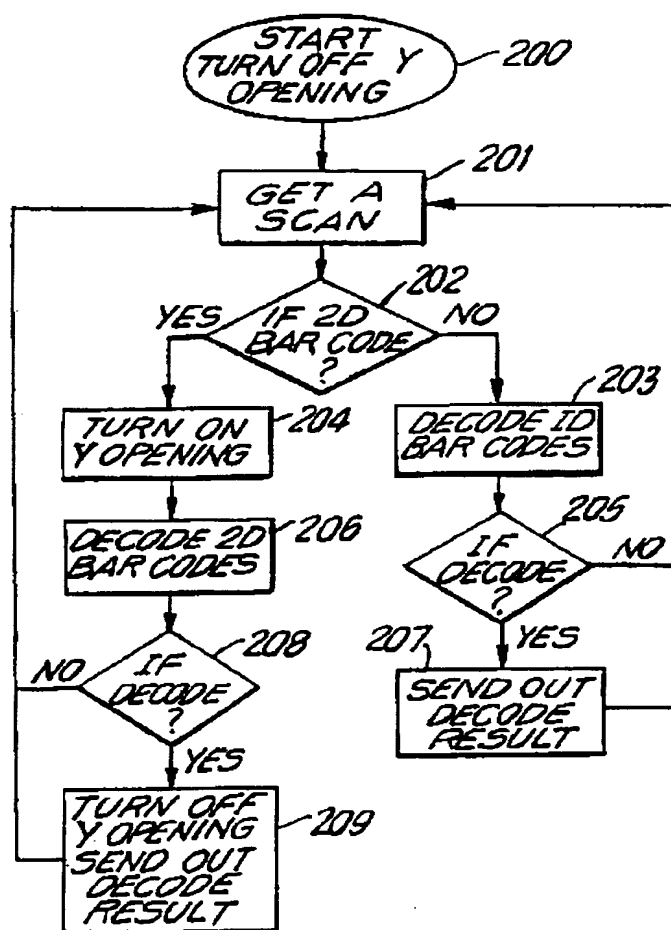 START
TURN OFF Y
OPENING
200
201
GET A
SCAN
202
YES
IF 2D
BAR CODE
?
NO
203
TURN ON
Y OPENING
204
DECODE 1D
BAR CODES
205
DECODE 2D
BAR CODES
206
IF
DECODE
?
NO
YES
207
208
NO
IF
DECODE
?
YES
SEND OUT
DECODE
RESULT
TURN OFF
Y OPENING
SEND OUT
DECODE
RESULT
209